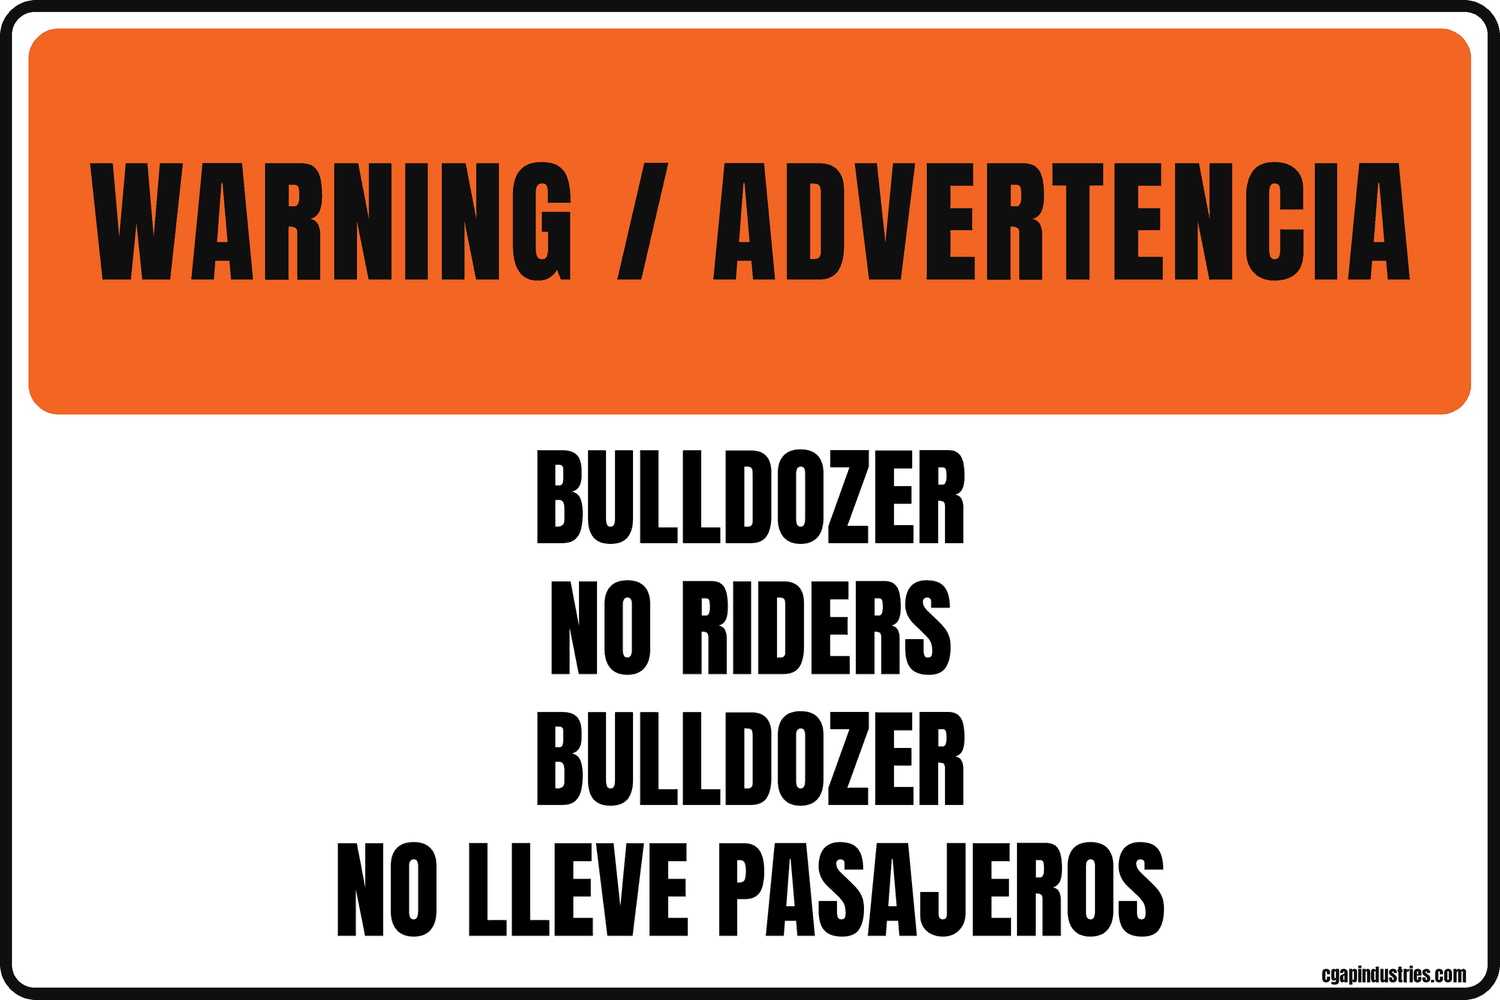 WARNING / ADVERTENCIA
BULLDOZER
NO RIDERS
BULLDOZER
NO LLEVE PASAJEROS
cgapindustries.com